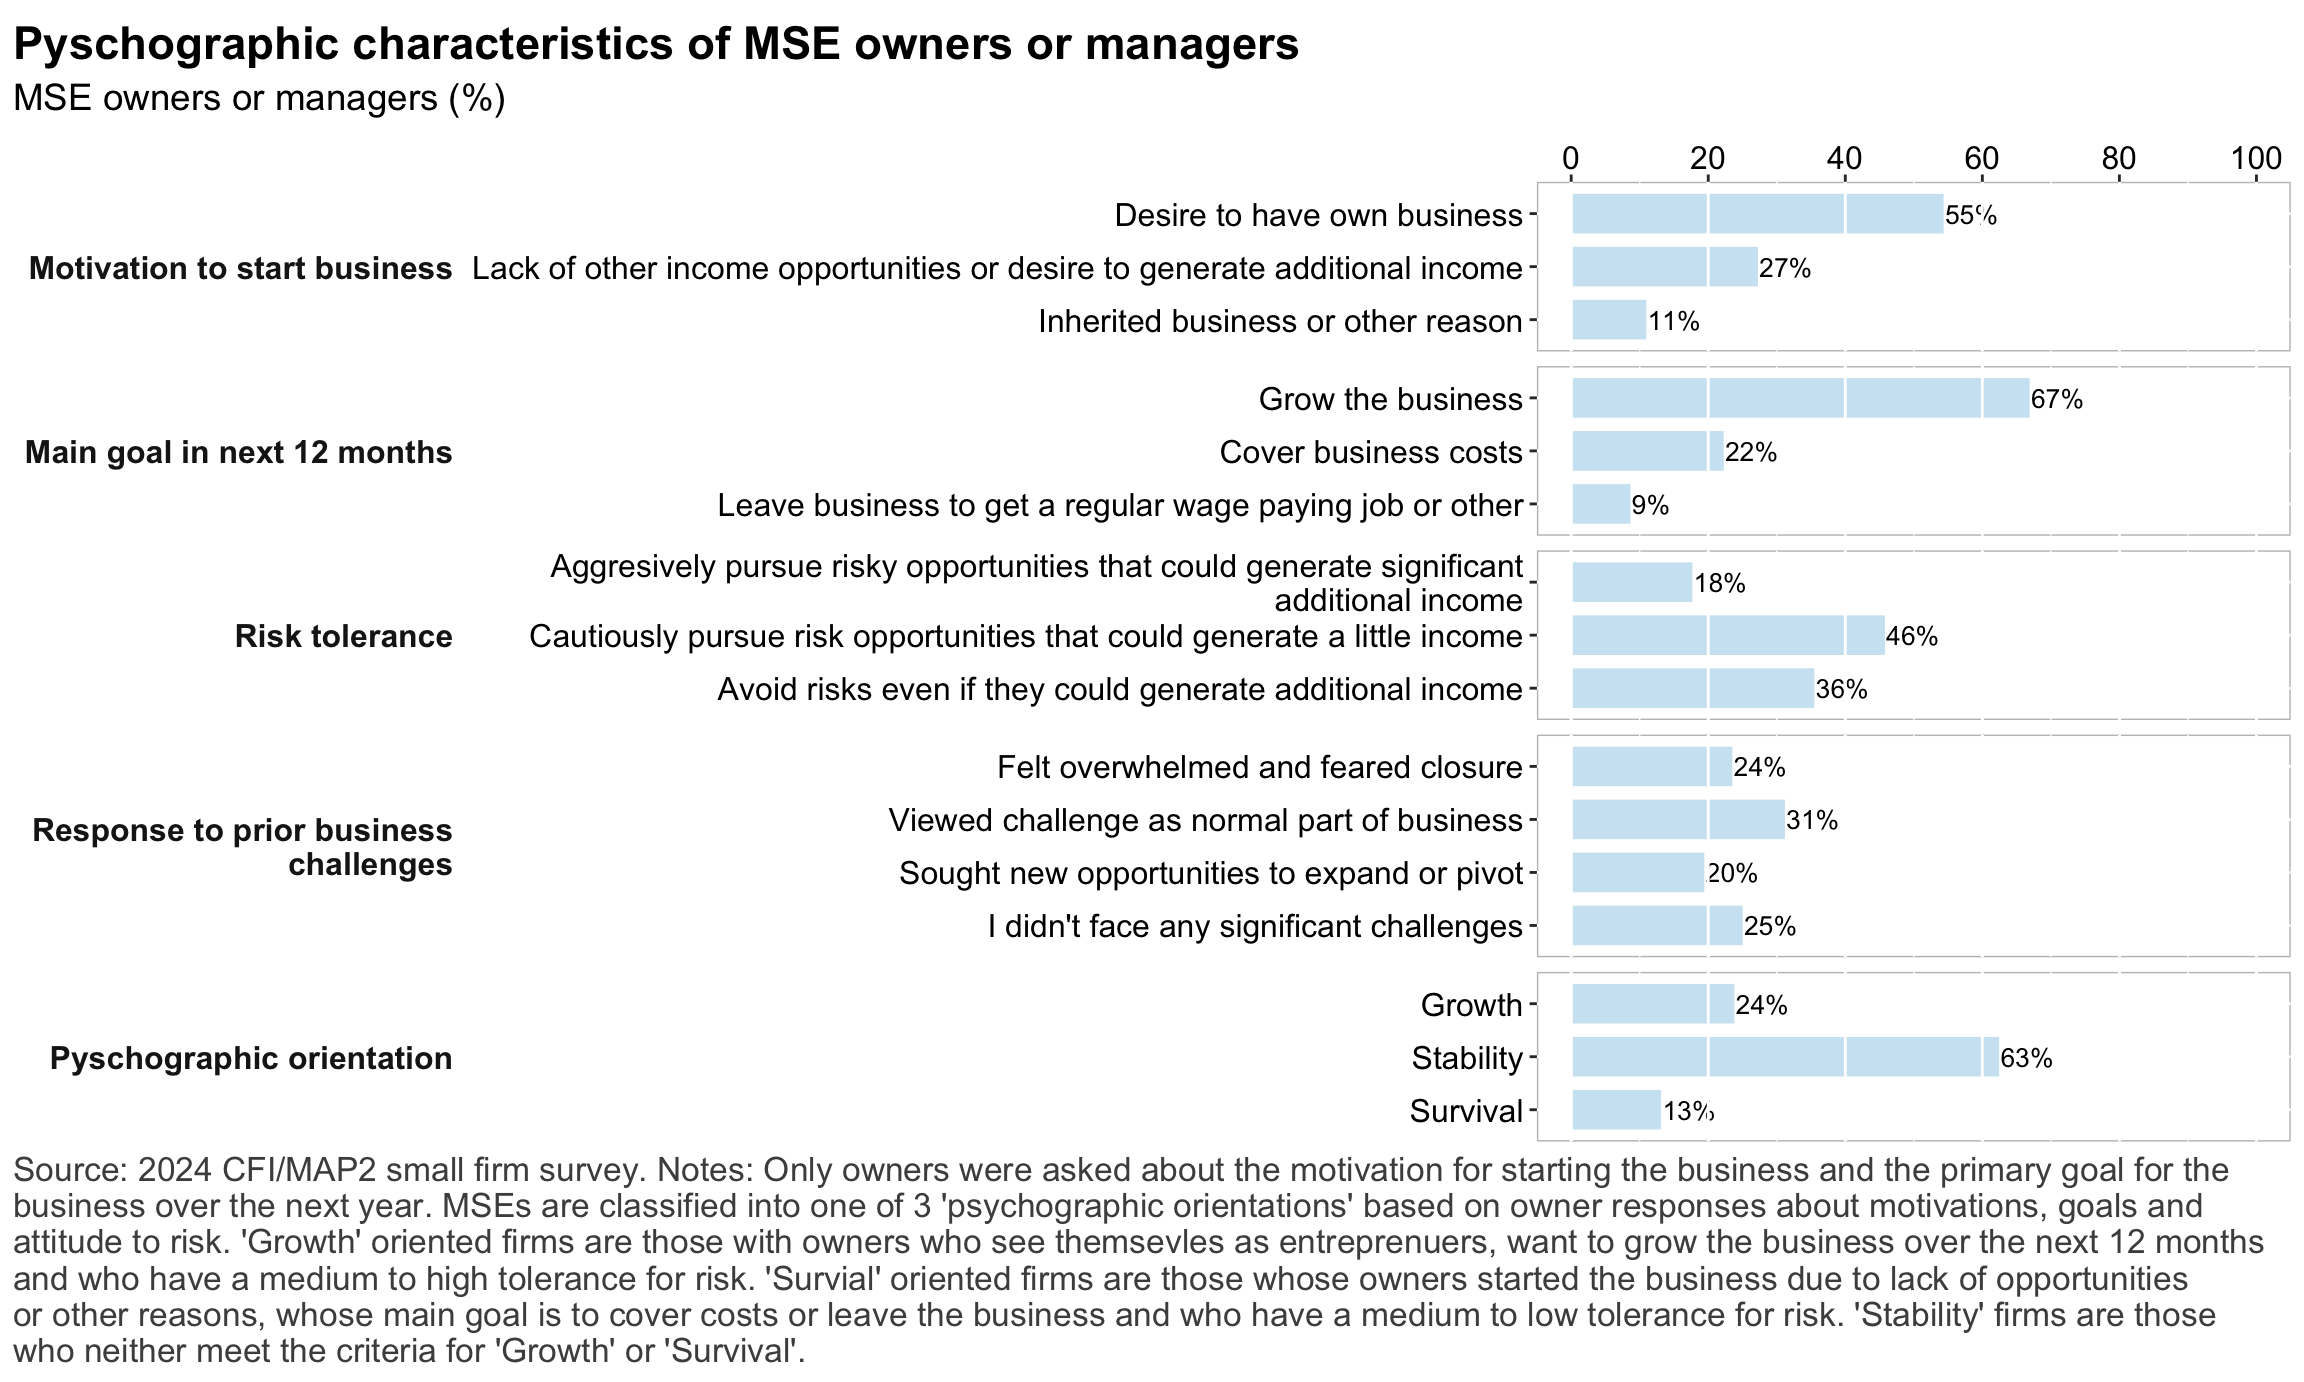 Pyschographic characteristics of MSE owners or managers
MSE owners or managers (%)
0 20 40 60 80 100
Motivation to start business
Desire to have own business 55%
Lack of other income opportunities or desire to generate additional income 27%
Inherited business or other reason 11%
Main goal in next 12 months
Grow the business 67%
Cover business costs 22%
Leave business to get a regular wage paying job or other 9%
Risk tolerance
Aggresively pursue risky opportunities that could generate significant
additional income 18%
Cautiously pursue risk opportunities that could generate a little income 46%
Avoid risks even if they could generate additional income 36%
Response to prior business
challenges
Felt overwhelmed and feared closure 24%
Viewed challenge as normal part of business 31%
Sought new opportunities to expand or pivot 20%
I didn't face any significant challenges 25%
Pyschographic orientation
Growth 24%
Stability 63%
Survival 13%
Source: 2024 CFI/MAP2 small firm survey. Notes: Only owners were asked about the motivation for starting the business and the primary goal for the
business over the next year. MSEs are classified into one of 3 'psychographic orientations' based on owner responses about motivations, goals and
attitude to risk. 'Growth' oriented firms are those with owners who see themsevles as entreprenuers, want to grow the business over the next 12 months
and who have a medium to high tolerance for risk. 'Survial' oriented firms are those whose owners started the business due to lack of opportunities
or other reasons, whose main goal is to cover costs or leave the business and who have a medium to low tolerance for risk. 'Stability' firms are those
who neither meet the criteria for 'Growth' or 'Survival'.